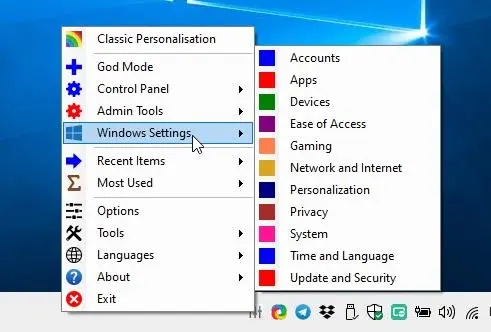 Classic Personalisation
God Mode
Control Panel
Admin Tools
Windows Settings
Recent Items
Most Used
Options
Tools
Languages
About
Exit
Accounts
Apps
Devices
Ease of Access
Gaming
Network and Internet
Personalization
Privacy
System
Time and Language
Update and Security